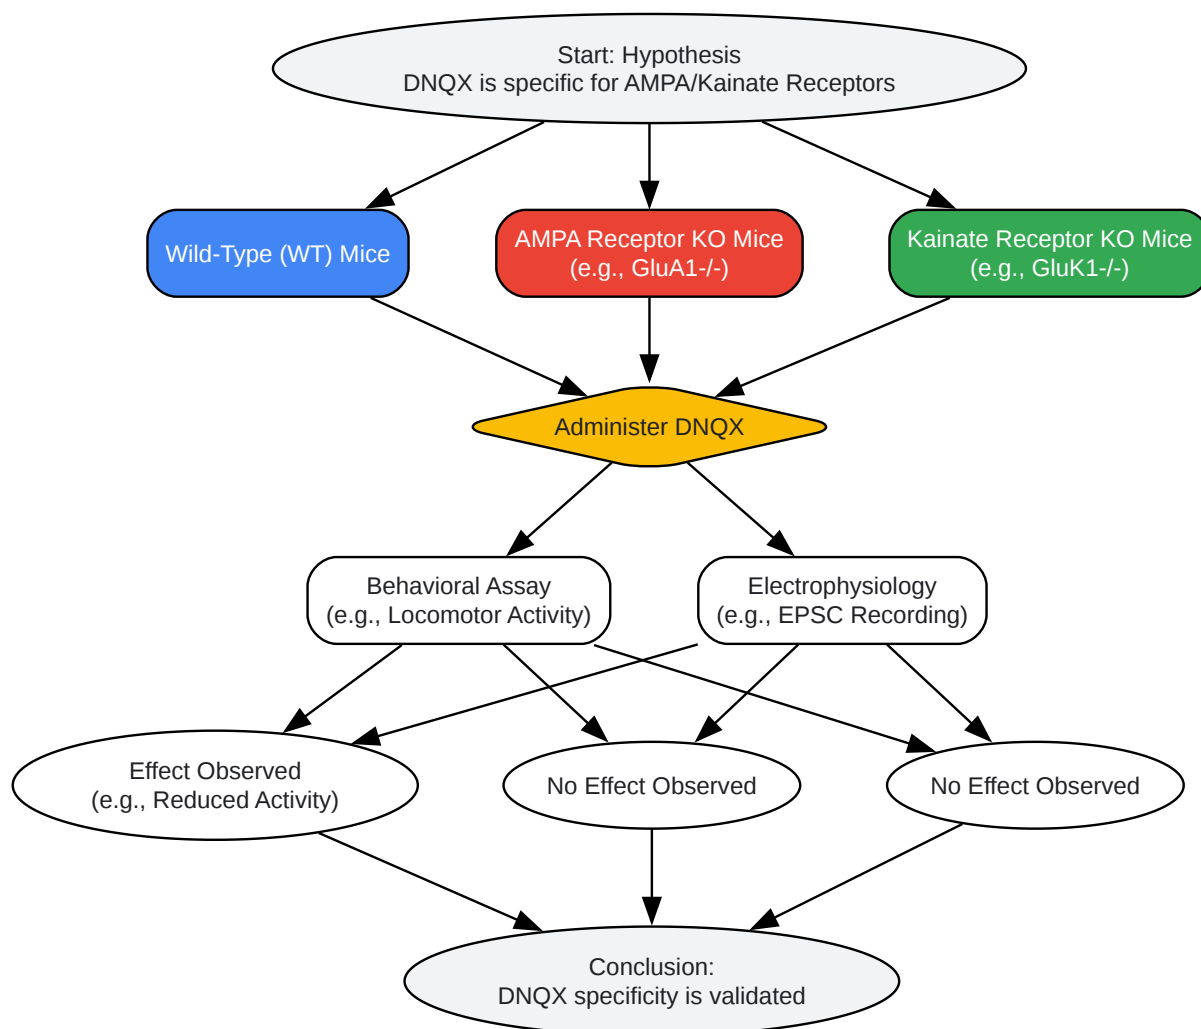 Start: Hypothesis
DNQX is specific for AMPA/Kainate Receptors
Wild-Type (WT) Mice
AMPA Receptor KO Mice
(e.g., GluA1-/-)
Kainate Receptor KO Mice
(e.g., GluK1-/-)
Administer DNQX
Behavioral Assay
(e.g., Locomotor Activity)
Electrophysiology
(e.g., EPSC Recording)
Effect Observed
(e.g., Reduced Activity)
No Effect Observed
No Effect Observed
Conclusion:
DNQX specificity is validated